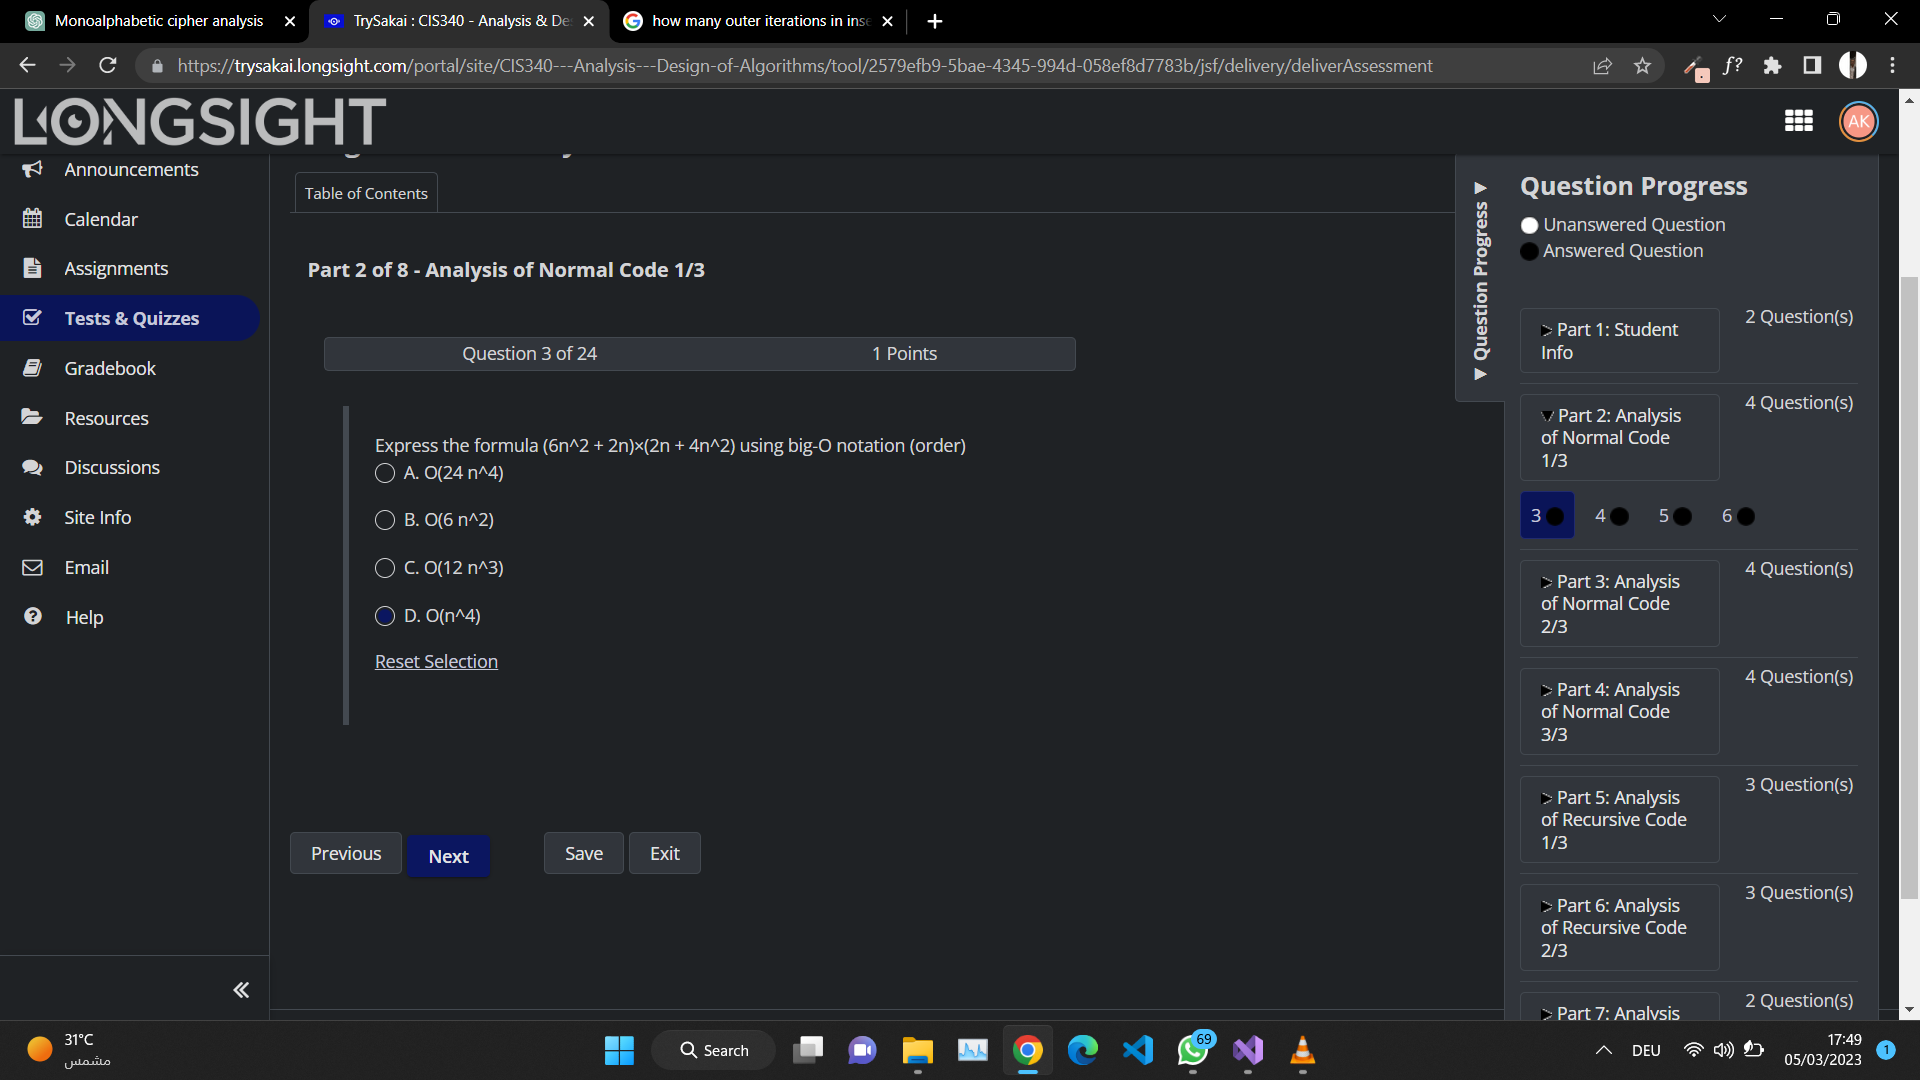 Monoalphabetic cipher analysis
TrySakai : CIS340 - Analysis & De
how many outer iterations in inse
https://trysakai.longsight.com/portal/site/CIS340---Analysis---Design-of-Algorithms/tool/2579efb9-5bae-4345-994d-058ef8d7783b/jsf/delivery/deliverAssessment
f?
LONGSIGHT
AK
Announcements
Calendar
Assignments
Tests & Quizzes
Gradebook
Resources
Discussions
Site Info
Email
Help
Table of Contents
Part 2 of 8 - Analysis of Normal Code 1/3
Question 3 of 24
1 Points
Express the formula (6n^2 + 2n)×(2n + 4n^2) using big-O notation (order)
A. O(24 n^4)
B. O(6 n^2)
C. O(12 n^3)
D. O(n^4)
Reset Selection
Previous
Next
Save
Exit
Question Progress
Question Progress
Unanswered Question
Answered Question
Part 1: Student
Info
2 Question(s)
Part 2: Analysis
of Normal Code
1/3
4 Question(s)
3
4
5
6
Part 3: Analysis
of Normal Code
2/3
4 Question(s)
Part 4: Analysis
of Normal Code
3/3
4 Question(s)
Part 5: Analysis
of Recursive Code
1/3
3 Question(s)
Part 6: Analysis
of Recursive Code
2/3
3 Question(s)
Part 7: Analysis
2 Question(s)
31°C
مشمس
Search
69
DEU
17:49
05/03/2023
1